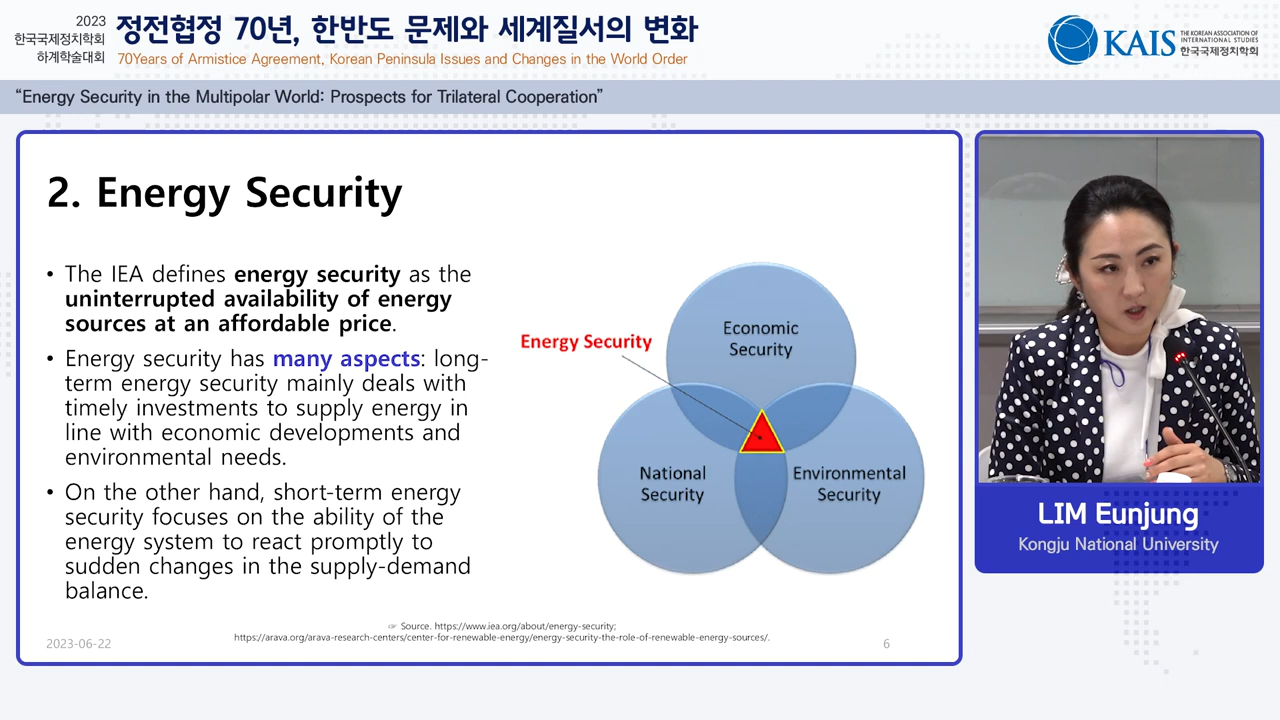 2023
한국국제정치학회
하계학술대회
정전협정 70년, 한반도 문제와 세계질서의 변화
70Years of Armistice Agreement, Korean Peninsula Issues and Changes in the World Order
KAIS
THE KOREAN ASSOCIATION OF
INTERNATIONAL STUDIES
한국국제정치학회
“Energy Security in the Multipolar World: Prospects for Trilateral Cooperation”
2. Energy Security
• The IEA defines energy security as the
uninterrupted availability of energy
sources at an affordable price.
• Energy security has many aspects: long-
term energy security mainly deals with
timely investments to supply energy in
line with economic developments and
environmental needs.
• On the other hand, short-term energy
security focuses on the ability of the
energy system to react promptly to
sudden changes in the supply-demand
balance.
Energy Security
Economic
Security
National
Security
Environmental
Security
☞ Source. https://www.iea.org/about/energy-security;
https://arava.org/arava-research-centers/center-for-renewable-energy/energy-security-the-role-of-renewable-energy-sources/.
2023-06-22
6
LIM Eunjung
Kongju National University